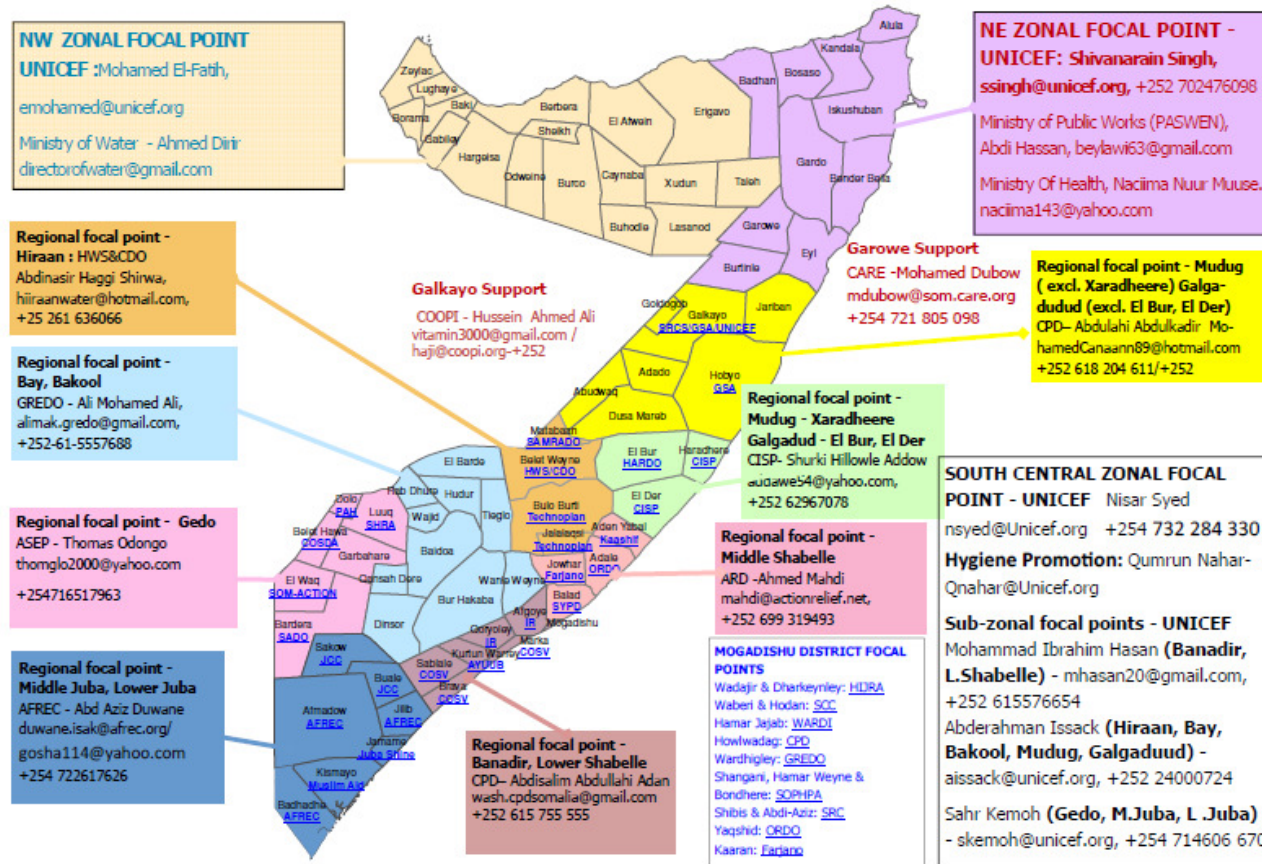 NW ZONAL FOCAL POINT
UNICEF :Mohamed El-Fatih,
emohamed@unicef.org
Ministry of Water - Ahmed Dirir
directorofwater@gmail.com
NE ZONAL FOCAL POINT -
UNICEF: Shivanarain Singh,
ssingh@unicef.org, +252 702476098
Ministry of Public Works (PASWEN),
Abdi Hassan, beylawi63@gmail.com
Ministry Of Health, Naciima Nuur Muuse.
naciima143@yahoo.com
Regional focal point -
Hiraan : HWS&CDO
Abdinasir Haggi Shirwa,
hiiraanwater@hotmail.com,
+25 261 636066
Galkayo Support
COOPI - Hussein Ahmed Ali
vitamin3000@gmail.com /
haji@coopi.org-+252
Garowe Support
CARE -Mohamed Dubow
mdubow@som.care.org
+254 721 805 098
Regional focal point - Mudug
( excl. Xaradheere) Galga-
dudud (excl. El Bur, El Der)
CPD– Abdulahi Abdulkadir Mo-
hamedCanaann89@hotmail.com
+252 618 204 611/+252
Regional focal point -
Bay, Bakool
GREDO - Ali Mohamed Ali,
alimak.gredo@gmail.com,
+252-61-5557688
Regional focal point -
Mudug - Xaradheere
Galgadud - El Bur, El Der
CISP- Shurki Hillowle Addow
addawe54@yahoo.com,
+252 62967078
Regional focal point - Gedo
ASEP - Thomas Odongo
thomglo2000@yahoo.com
+254716517963
Regional focal point -
Middle Shabelle
ARD -Ahmed Mahdi
mahdi@actionrelief.net,
+252 699 319493
SOUTH CENTRAL ZONAL FOCAL
POINT - UNICEF Nisar Syed
nsyed@Unicef.org +254 732 284 330
Hygiene Promotion: Qumrun Nahar-
Qnahar@Unicef.org
Sub-zonal focal points - UNICEF
Mohammad Ibrahim Hasan (Banadir,
L.Shabelle) - mhasan20@gmail.com,
+252 615576654
Abderahman Issack (Hiraan, Bay,
Bakool, Mudug, Galgaduud) -
aissack@unicef.org, +252 24000724
Sahr Kemoh (Gedo, M.Juba, L .Juba)
- skemoh@unicef.org, +254 714606 670
Regional focal point -
Middle Juba, Lower Juba
AFREC - Abd Aziz Duwane
duwane.isak@afrec.org/
gosha114@yahoo.com
+254 722617626
Regional focal point -
Banadir, Lower Shabelle
CPD– Abdisalim Abdullahi Adan
wash.cpdsomalia@gmail.com
+252 615 755 555
MOGADISHU DISTRICT FOCAL
POINTS
Wadajir & Dharkeynley: HIJRA
Waberi & Hodan: SCC
Hamar Jajab: WARDI
Howlwadag: CPD
Wardhigley: GREDO
Shangani, Hamar Weyne &
Bondhere: SOPHPA
Shibis & Abdi-Aziz: SRC
Yaqshid: ORDO
Kaaran: Farjano
Alula
Kandala
Bosaso
Badhan
Iskushuban
Zeylac
Lughaye
Baki
Borama
Gabiley
Berbera
Sheikh
El Afwein
Erigavo
Hargeisa
Odweine
Burco
Caynaba
Xudun
Taleh
Gardo
Bender Beila
Buhodle
Lasanod
Garowe
Eyl
Burtinle
Goldogob
Jariban
Galkayo
SRCS/GSA/UNICEF
Adado
Hobyo
GSA
Abudwaq
Dusa Mareb
Matabaan
SAMRADO
Belet Weyne
HWS/CDO
El Bur
HARDO
Haradhere
CISP
El Der
CISP
El Barde
Rab Dhure
Hudur
Wajid
Tieglo
Bulo Burti
Technoplan
Jalalaqsi
Technoplan
Aden Yabal
Kaashif
Adale
ORDO
Jowhar
Farjano
Balad
SYPD
Mogadishu
Dolo
PAH
Luuq
SHRA
Belet Hawa
COSDA
Garbahare
El Waq
SOM-ACTION
Bardera
SADO
Baidoa
Qansah Dere
Dinsor
Bur Hakaba
Wanle Weyne
Afgoye
IR
Qoryoley
IR
Marka
COSV
Kurtun Warrey
AYUUB
Sablale
COSV
Brava
COSV
Sakow
JCC
Buale
JCC
Jilib
AFREC
Afmadow
AFREC
Jamame
Juba Shine
Kismayo
Muslim Aid
Badhadhe
AFREC